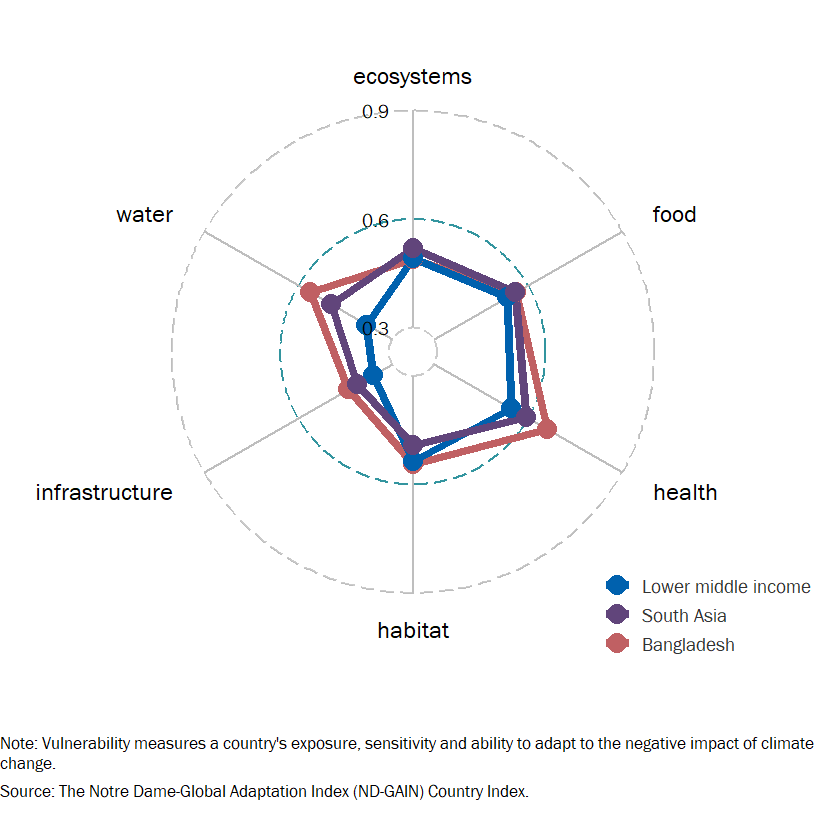 ecosystems
0.9
water
food
0.6
0.3
infrastructure
health
habitat
Lower middle income
South Asia
Bangladesh
Note: Vulnerability measures a country's exposure, sensitivity and ability to adapt to the negative impact of climate
change.
Source: The Notre Dame-Global Adaptation Index (ND-GAIN) Country Index.